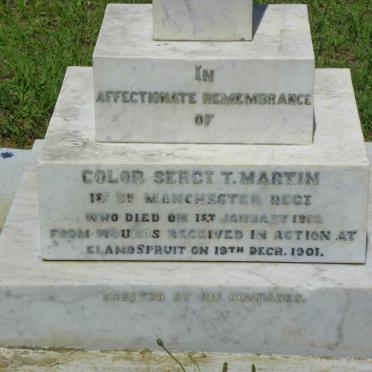 IN
AFFECTIONATE REMEMBRANCE
OF
COLOR SERGT T. MARTIN
1ST BN MANCHESTER REGT
WHO DIED ON 1ST JANUARY
FROM WOUNDS RECEIVED IN ACTION AT
ELANDSPRUIT ON 19TH DECR. 1901.
ERECTED BY HIS COMRADES.